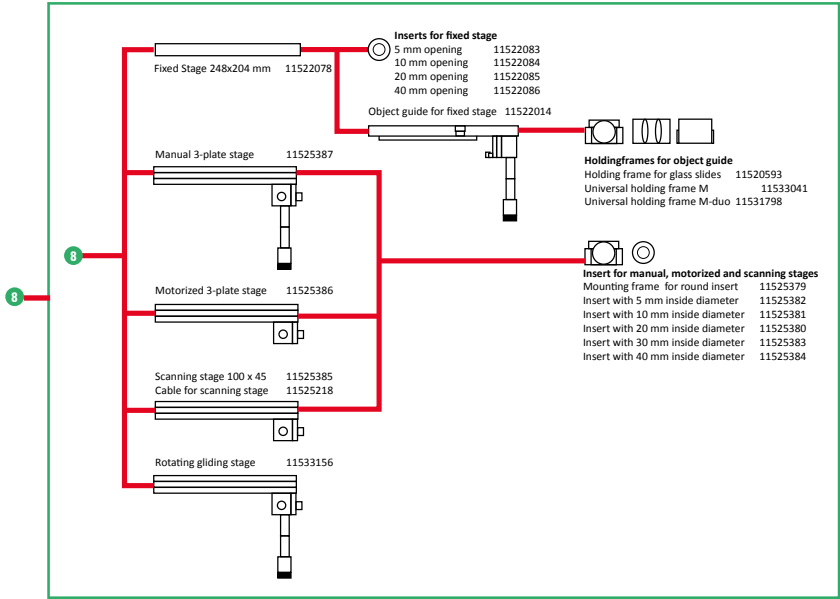 Inserts for fixed stage
5 mm opening 11522083
10 mm opening 11522084
20 mm opening 11522085
40 mm opening 11522086
Fixed Stage 248x204 mm 11522078
Object guide for fixed stage 11522014
Holdingframes for object guide
Holding frame for glass slides 11520593
Universal holding frame M 11533041
Universal holding frame M-duo 11531798
Manual 3-plate stage 11525387
8
8
Insert for manual, motorized and scanning stages
Mounting frame for round insert 11525379
Insert with 5 mm inside diameter 11525382
Insert with 10 mm inside diameter 11525381
Insert with 20 mm inside diameter 11525380
Insert with 30 mm inside diameter 11525383
Insert with 40 mm inside diameter 11525384
Motorized 3-plate stage 11525386
Scanning stage 100 x 45 11525385
Cable for scanning stage 11525218
Rotating gliding stage 11533156